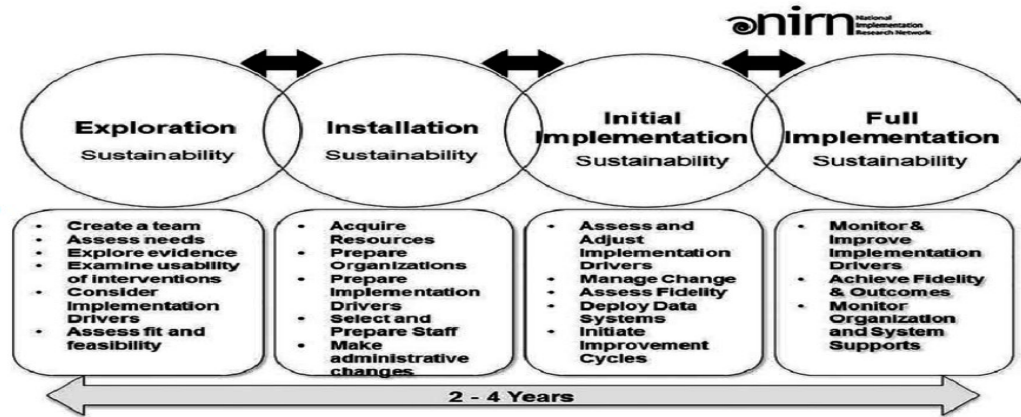 nirn
National
Implementation
Research Network
Exploration
Sustainability
Installation
Sustainability
Initial
Implementation
Sustainability
Full
Implementation
Sustainability
• Create a team
• Assess needs
• Explore evidence
• Examine usability
of interventions
• Consider
Implementation
Drivers
• Assess fit and
feasibility
• Acquire
Resources
• Prepare
Organizations
• Prepare
Implementation
Drivers
• Select and
Prepare Staff
• Make
administrative
changes
• Assess and
Adjust
Implementation
Drivers
• Manage Change
• Assess Fidelity
• Deploy Data
Systems
• Initiate
Improvement
Cycles
• Monitor &
Improve
Implementation
Drivers
• Achieve Fidelity
& Outcomes
• Monitor
Organization
and System
Supports
2 - 4 Years